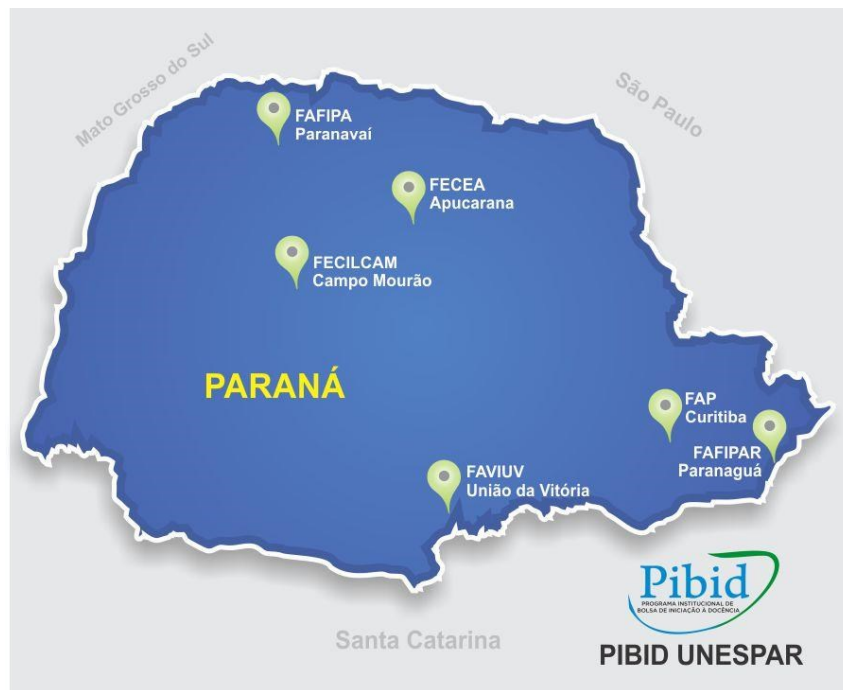 Mato Grosso do Sul
São Paulo
FAFIPA
Paranavaí
FECEA
Apucarana
FECILCAM
Campo Mourão
PARANÁ
FAP
Curitiba
FAFIPAR
Paranaguá
FAVIUV
União da Vitória
Santa Catarina
Pibid
PROGRAMA INSTITUCIONAL DE
BOLSA DE INICIAÇÃO À DOCÊNCIA
PIBID UNESPAR